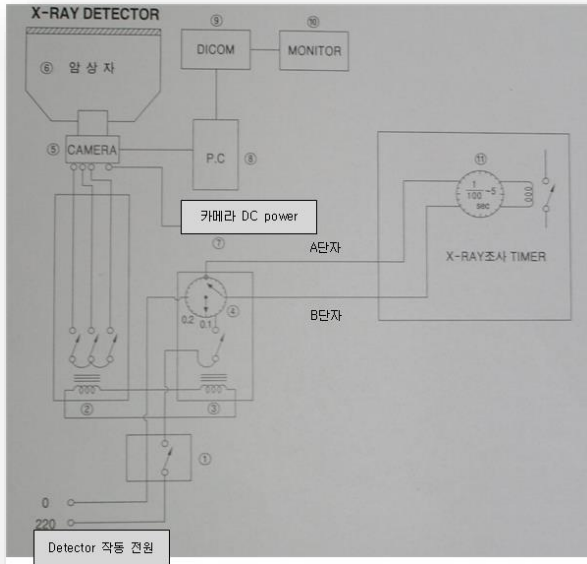 X-RAY DETECTOR
⑥ 암 상 자
⑨
DICOM
⑩
MONITOR
⑤ CAMERA
P.C ⑧
카메라 DC power
⑦
A단자
⑪
1
100
~5
sec
X-RAY조사 TIMER
B단자
④
0.2
0.1
②
③
①
0
220
Detector 작동 전원